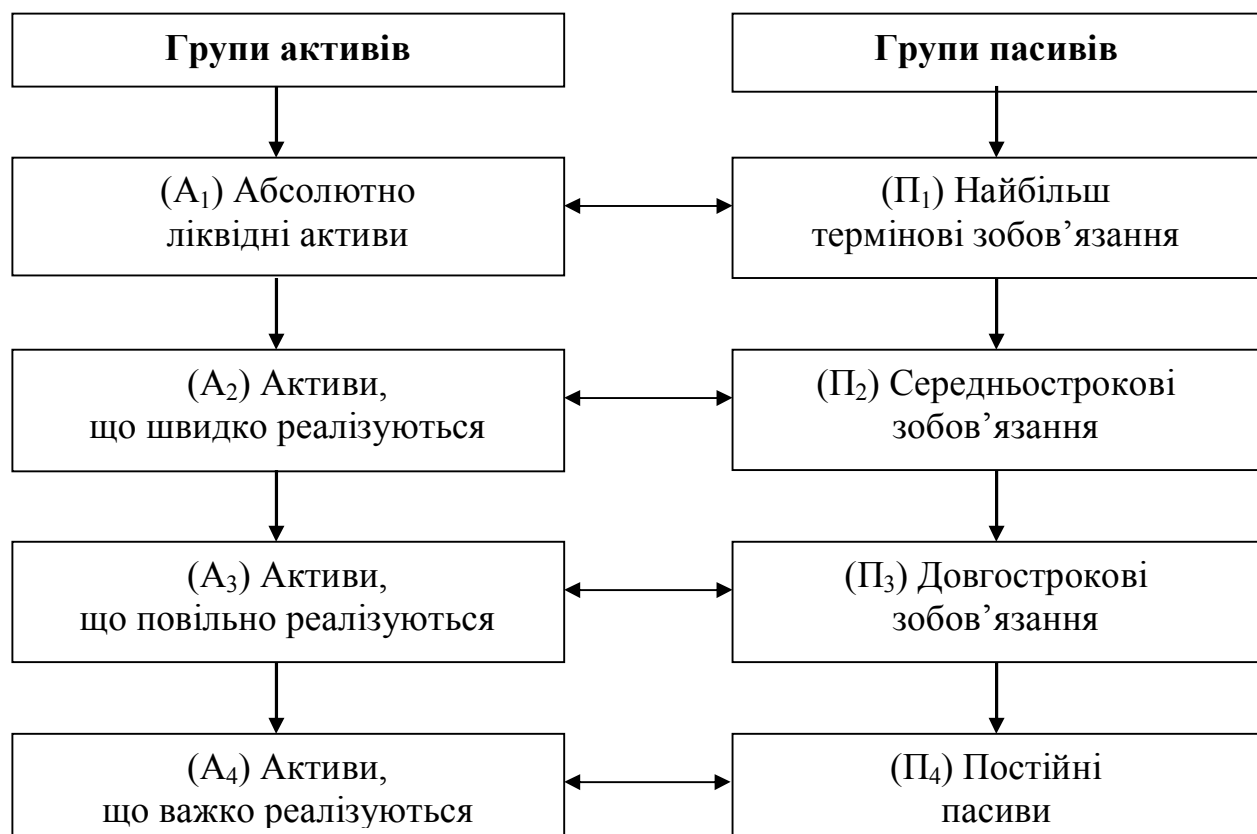 Групи активів
Групи пасивів
(А₁) Абсолютно
ліквідні активи
(П₁) Найбільш
термінові зобов’язання
(А₂) Активи,
що швидко реалізуються
(П₂) Середньострокові
зобов’язання
(А₃) Активи,
що повільно реалізуються
(П₃) Довгострокові
зобов’язання
(А₄) Активи,
що важко реалізуються
(П₄) Постійні
пасиви